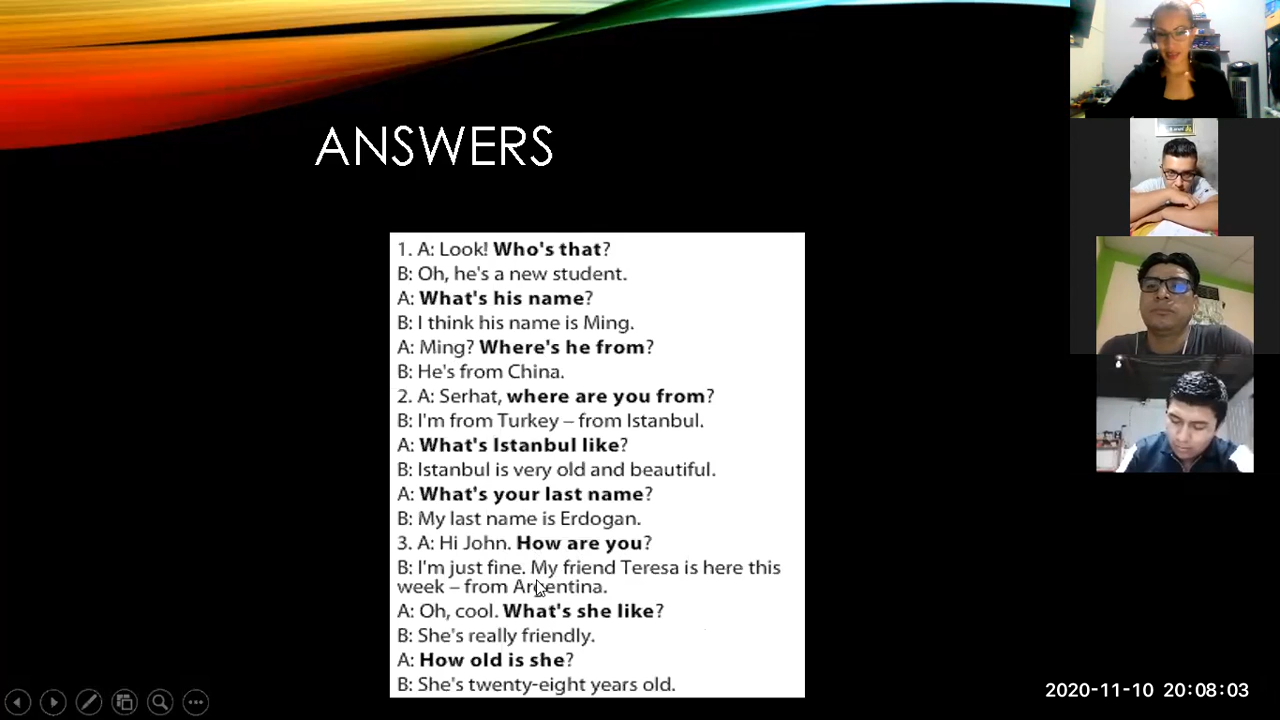 ANSWERS
1. A: Look! Who's that?
B: Oh, he's a new student.
A: What's his name?
B: I think his name is Ming.
A: Ming? Where's he from?
B: He's from China.
2. A: Serhat, where are you from?
B: I'm from Turkey – from Istanbul.
A: What's Istanbul like?
B: Istanbul is very old and beautiful.
A: What's your last name?
B: My last name is Erdogan.
3. A: Hi John. How are you?
B: I'm just fine. My friend Teresa is here this
week – from Argentina.
A: Oh, cool. What's she like?
B: She's really friendly.
A: How old is she?
B: She's twenty-eight years old.
2020-11-10 20:08:03